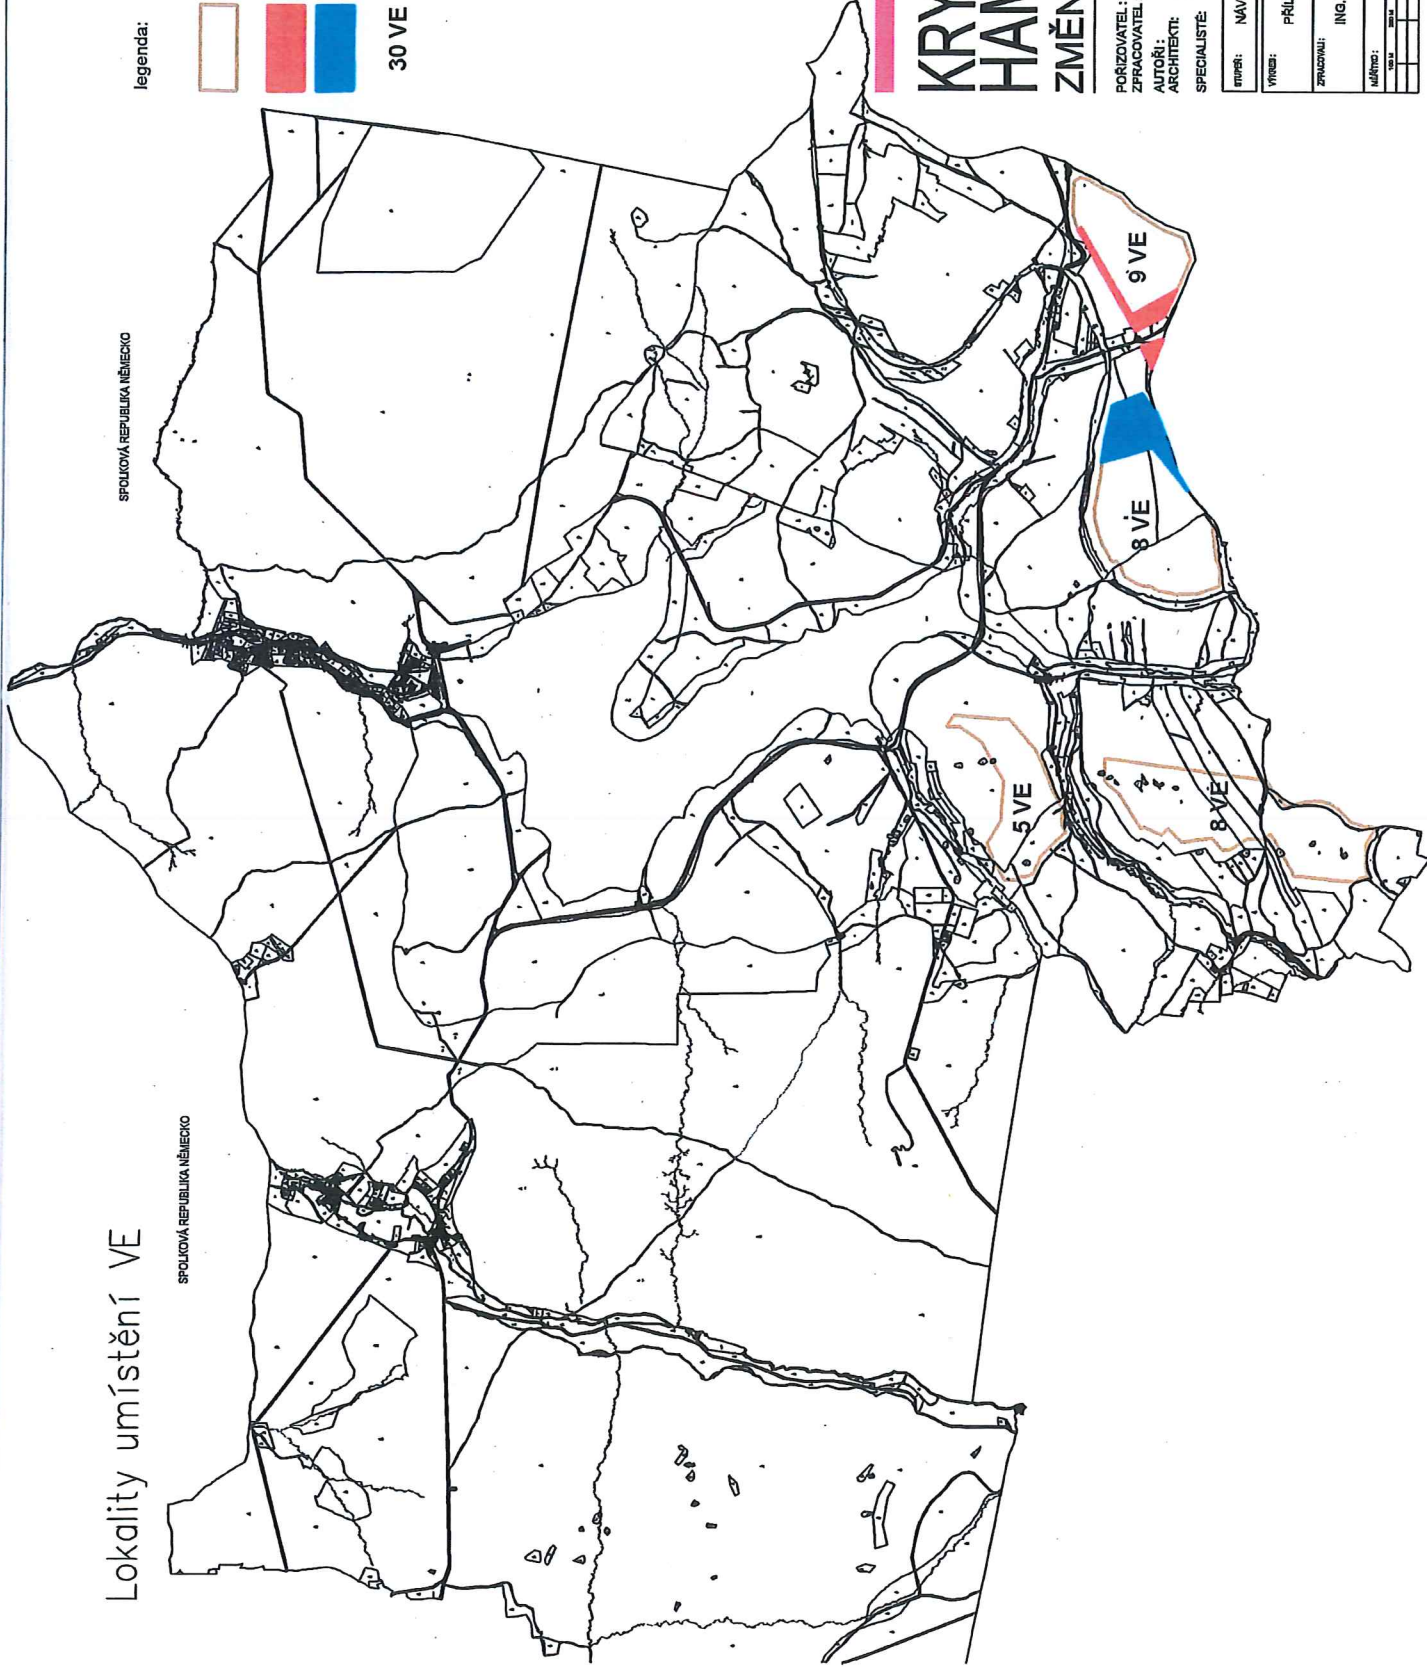 Lokality umístění VE
SPOLKOVÁ REPUBLIKA NĚMECKO
SPOLKOVÁ REPUBLIKA NĚMECKO
legenda:
30 VE
5 VE
8 VE
8 VE
9 VE
KRY
HAM
ZMĚN
POŘIZOVATEL:
ZPRACOVATEL
AUTOŘI:
ARCHITEKTI:
SPECIALISTÉ:
STUPEŇ: NÁV
VÝKRES: PŘÍL
ZPRACOVALI: ING.
MĚŘÍTKO: